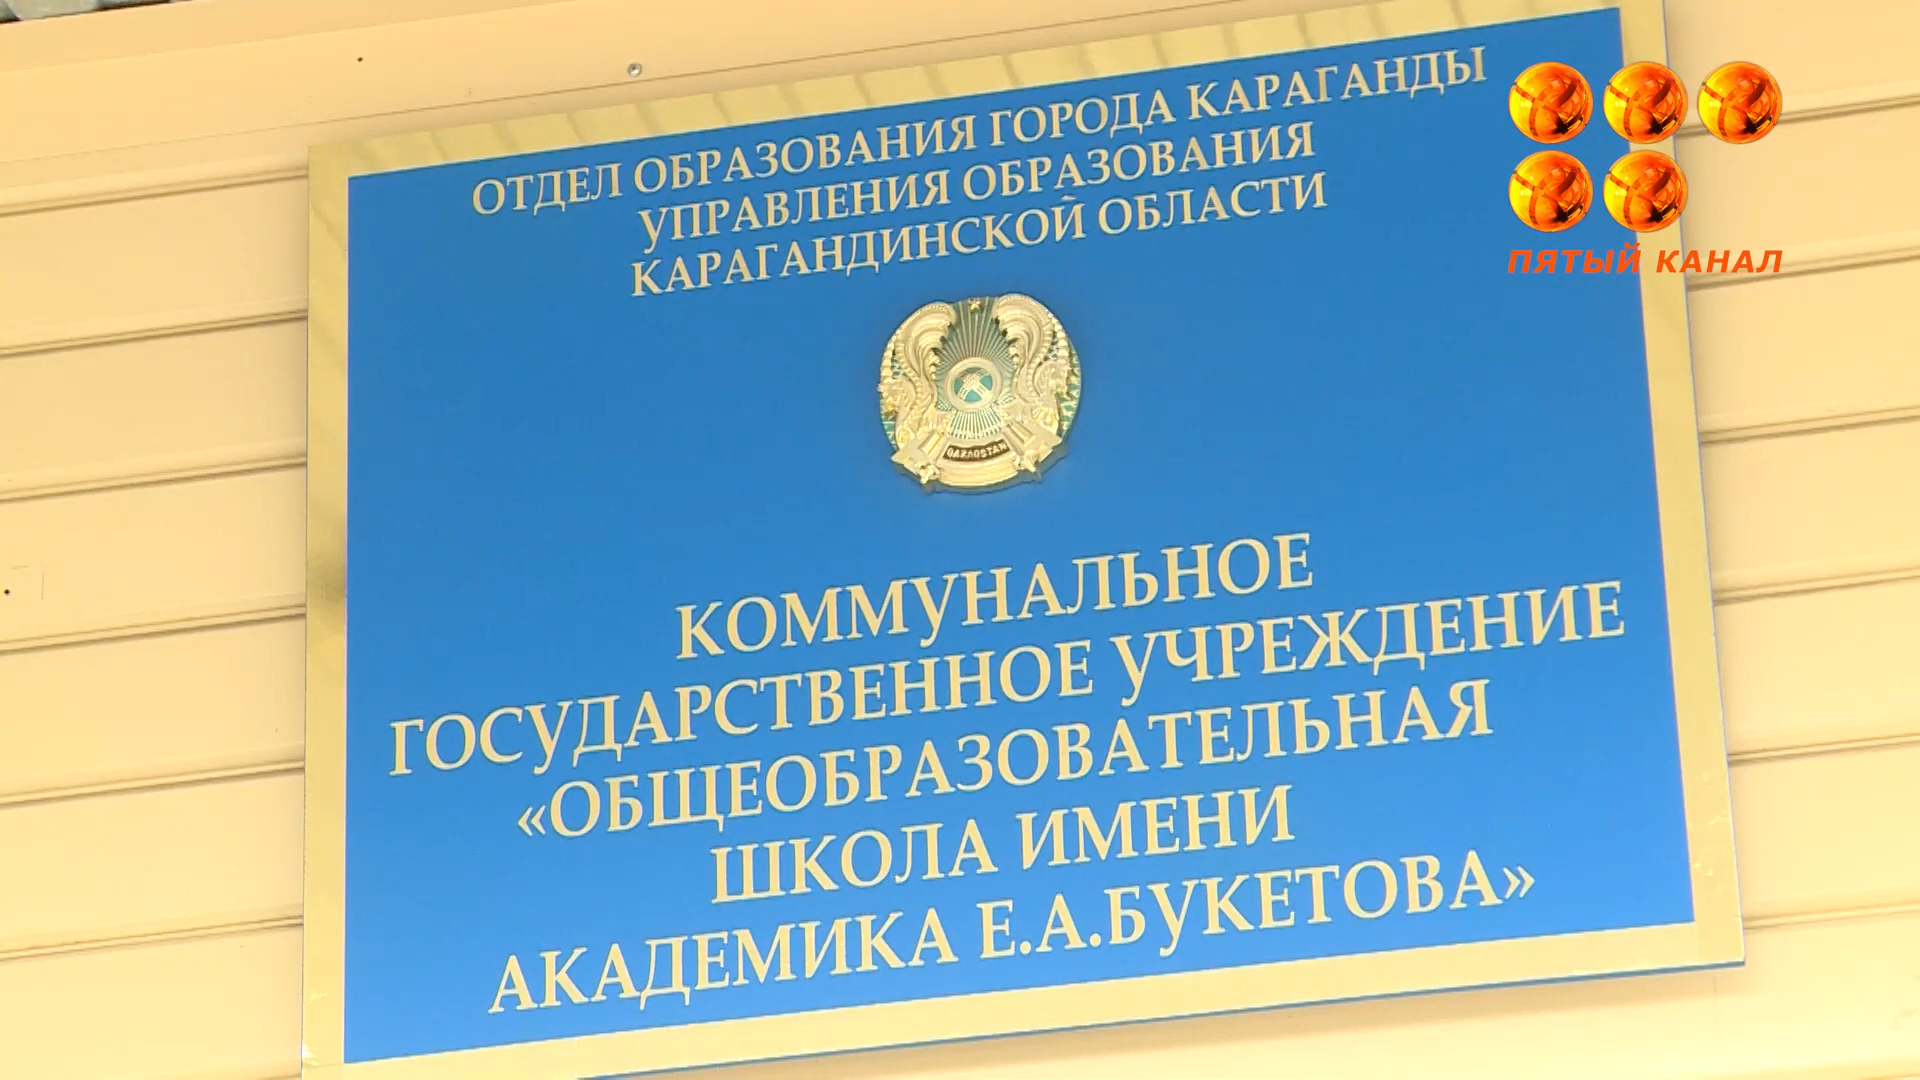 ОТДЕЛ ОБРАЗОВАНИЯ ГОРОДА КАРАГАНДЫ
УПРАВЛЕНИЯ ОБРАЗОВАНИЯ
КАРАГАНДИНСКОЙ ОБЛАСТИ
ПЯТЫЙ КАНАЛ
QAZAQSTAN
КОММУНАЛЬНОЕ
ГОСУДАРСТВЕННОЕ УЧРЕЖДЕНИЕ
«ОБЩЕОБРАЗОВАТЕЛЬНАЯ
ШКОЛА ИМЕНИ
АКАДЕМИКА Е.А.БУКЕТОВА»